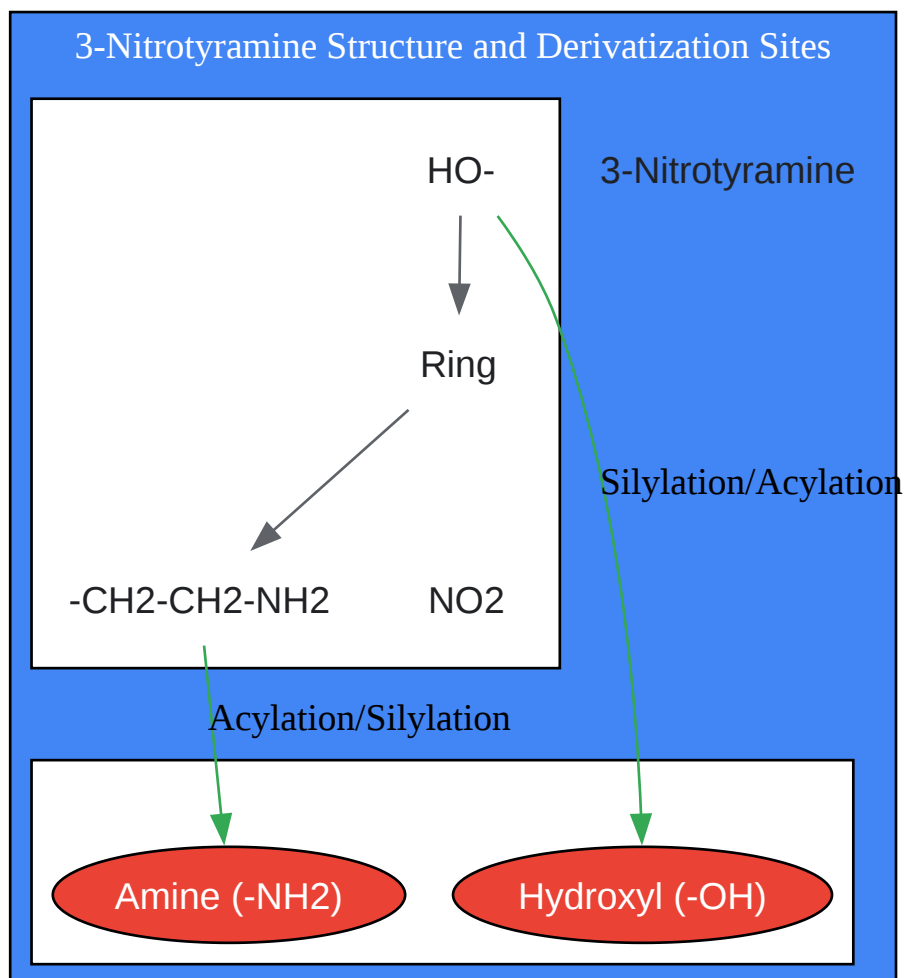 3-Nitrotyramine Structure and Derivatization Sites
HO-
3-Nitrotyramine
Ring
Silylation/Acylation
-CH2-CH2-NH2
NO2
Acylation/Silylation
Amine (-NH2)
Hydroxyl (-OH)